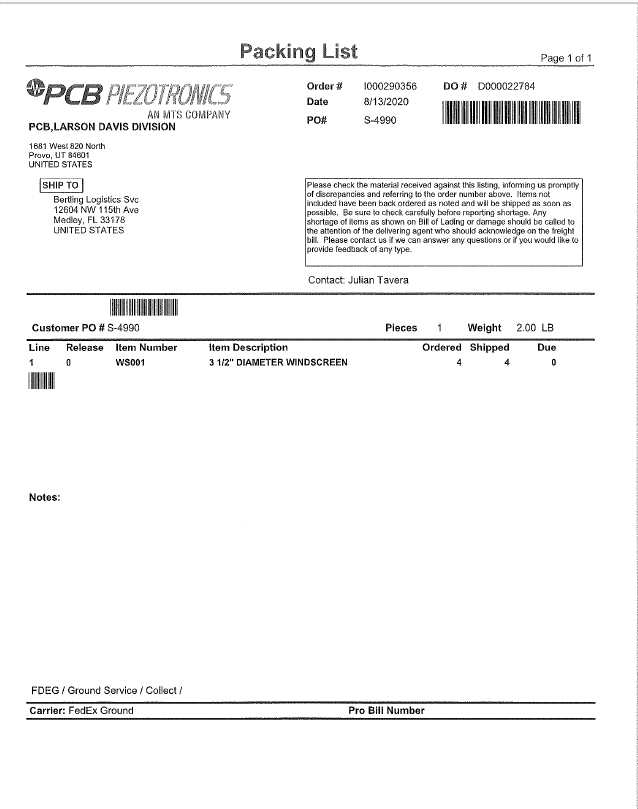 Packing List
Page 1 of 1
PCB PIEZOTRONICS
AN MTS COMPANY
PCB,LARSON DAVIS DIVISION
1681 West 820 North
Provo, UT 84601
UNITED STATES
Order # I000290356 DO # D000022784
Date 8/13/2020
PO# S-4990
SHIP TO
Bertling Logistics Svc
12604 NW 115th Ave
Medley, FL 33178
UNITED STATES
Please check the material received against this listing, informing us promptly
of discrepancies and referring to the order number above. Items not
included have been back ordered as noted and will be shipped as soon as
possible. Be sure to check carefully before reporting shortage. Any
shortage of items as shown on Bill of Lading or damage should be called to
the attention of the delivering agent who should acknowledge on the freight
bill. Please contact us if we can answer any questions or if you would like to
provide feedback of any type.
Contact: Julian Tavera
Customer PO # S-4990 Pieces 1 Weight 2.00 LB
Line Release Item Number Item Description Ordered Shipped Due
1 0 WS001 3 1/2" DIAMETER WINDSCREEN 4 4 0
Notes:
FDEG / Ground Service / Collect /
Carrier: FedEx Ground Pro Bill Number